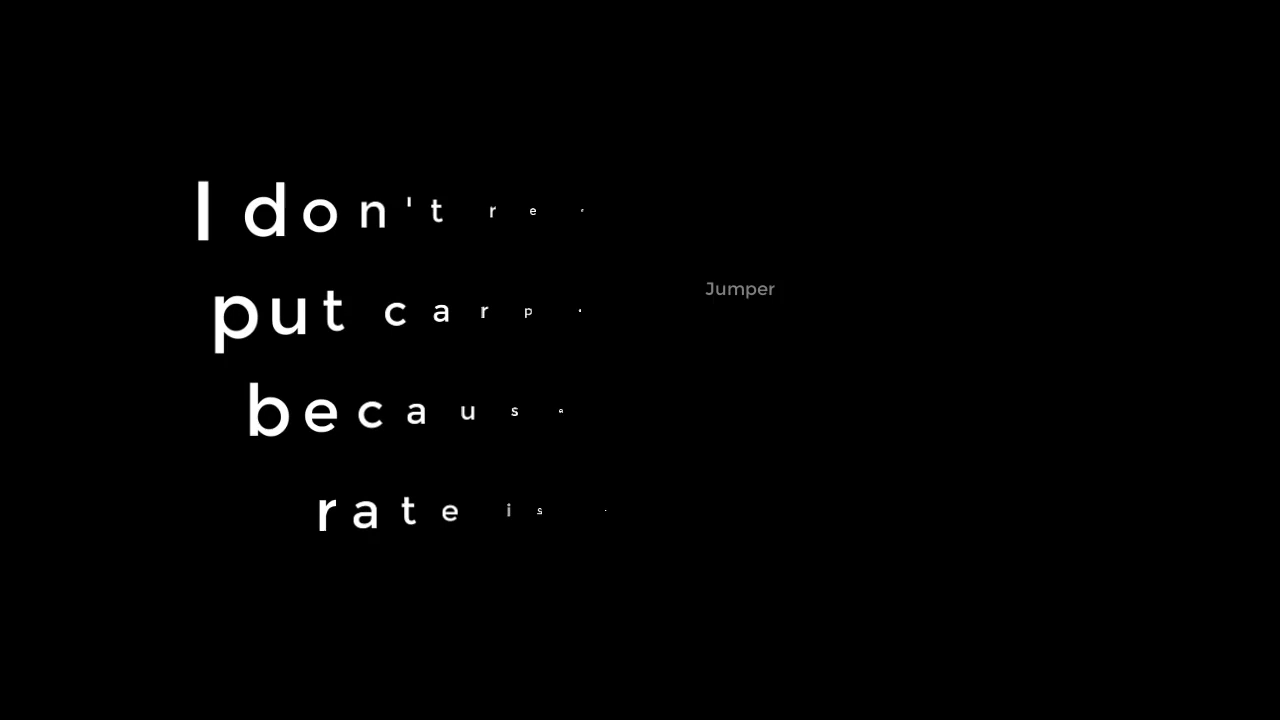 I don't re
put carp
because
rate is
Jumper